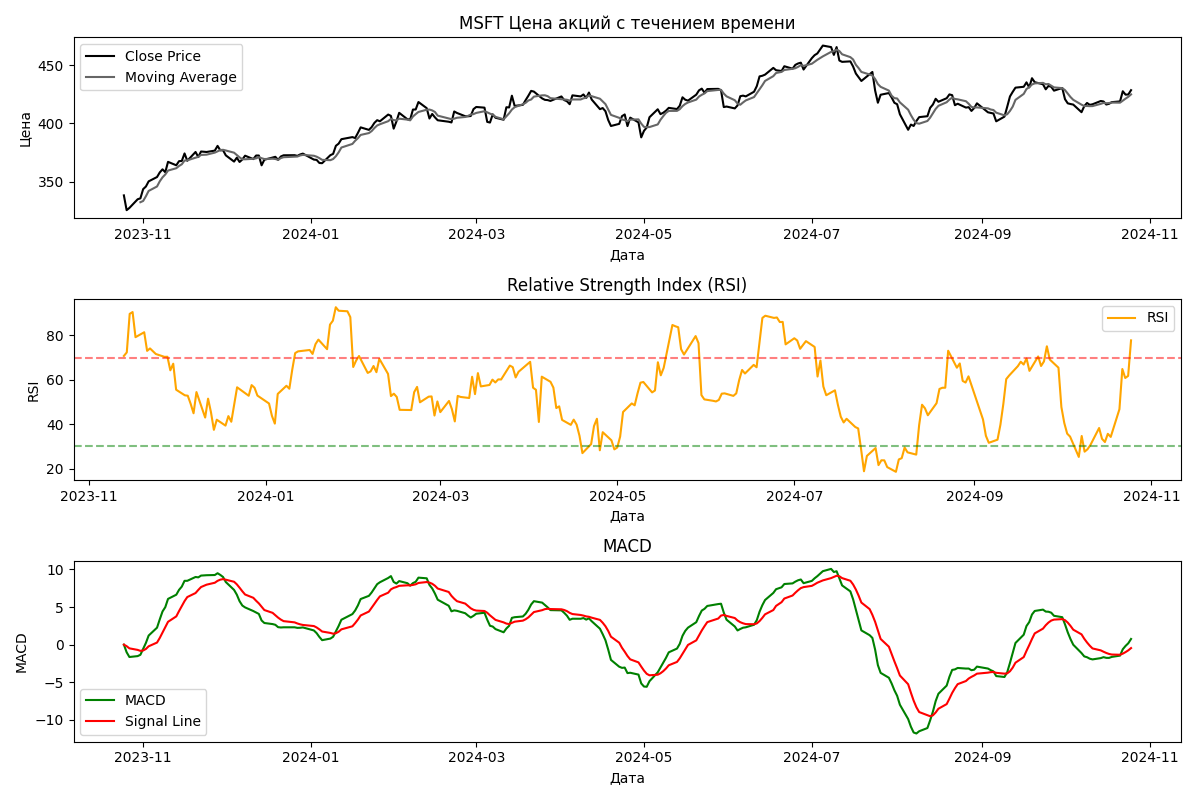 MSFT Цена акций с течением времени
Close Price
Moving Average
Цена
450
400
350
2023-11 2024-01 2024-03 2024-05 2024-07 2024-09 2024-11
Дата
Relative Strength Index (RSI)
RSI
RSI
80
60
40
20
2023-11 2024-01 2024-03 2024-05 2024-07 2024-09 2024-11
Дата
MACD
MACD
10
5
0
−5
−10
MACD
Signal Line
2023-11 2024-01 2024-03 2024-05 2024-07 2024-09 2024-11
Дата